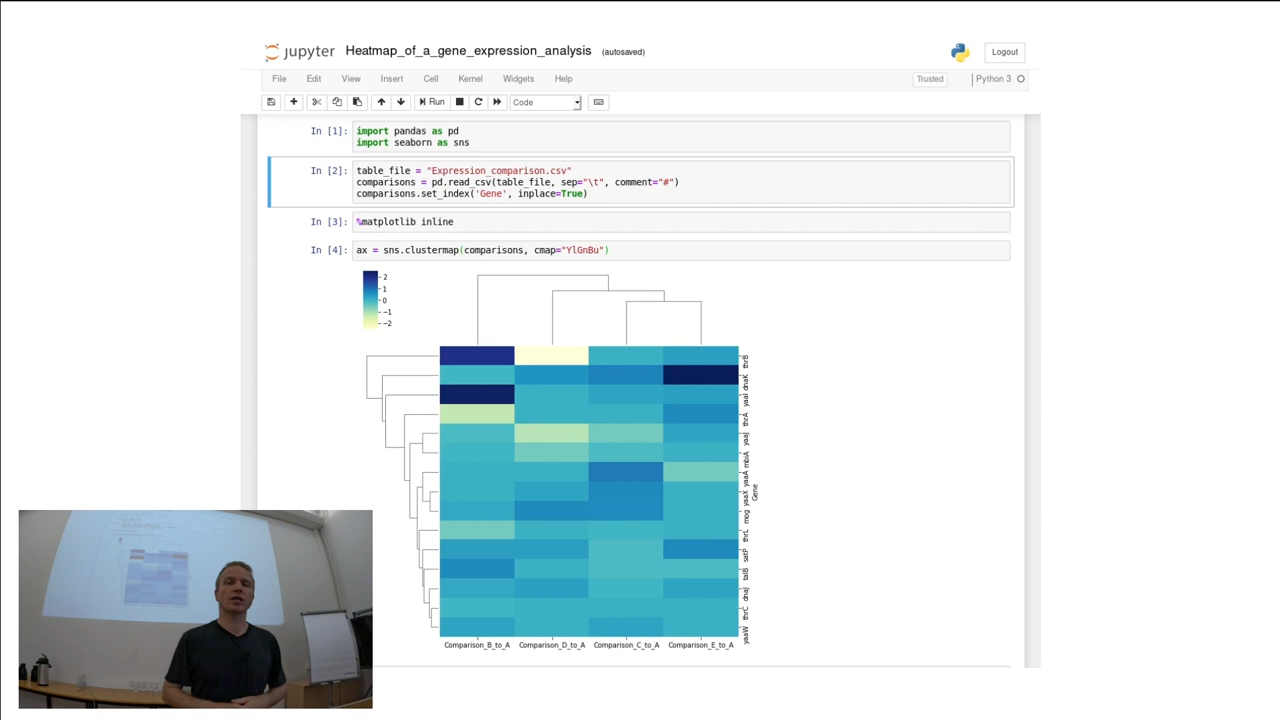 jupyter Heatmap_of_a_gene_expression_analysis (autosaved)
Logout
File Edit View Insert Cell Kernel Widgets Help
Trusted
Python 3
Run
Code
In [1]: import pandas as pd
import seaborn as sns
In [2]: table_file = "Expression_comparison.csv"
comparisons = pd.read_csv(table_file, sep="\t", comment="#")
comparisons.set_index('Gene', inplace=True)
In [3]: %matplotlib inline
In [4]: ax = sns.clustermap(comparisons, cmap="YlGnBu")
2
1
0
−1
−2
thrB
dnaK
yaaI
thrA
yaaJ
mbiA
yaaA
yaaX
mog
thrL
satP
talB
dnaJ
thrC
yaaW
Gene
Comparison_B_to_A Comparison_D_to_A Comparison_C_to_A Comparison_E_to_A